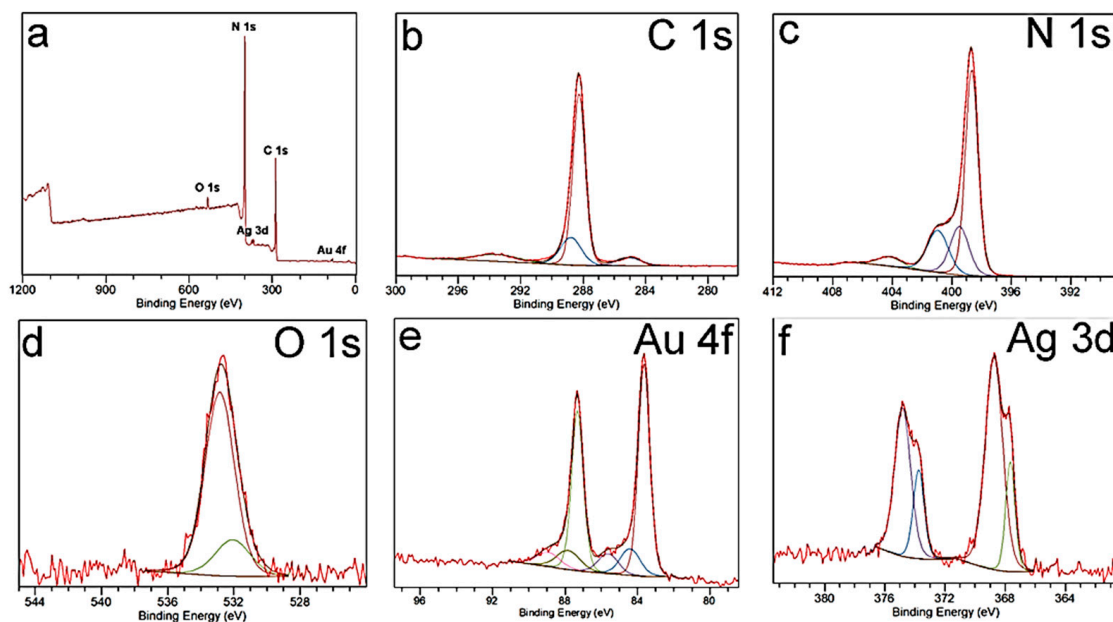 a
N 1s
C 1s
O 1s
Ag 3d
Au 4f
1200 900 600 300 0
Binding Energy (eV)
b
C 1s
300 296 292 288 284 280
Binding Energy (eV)
c
N 1s
412 408 404 400 396 392
Binding Energy (eV)
d
O 1s
544 540 536 532 528
Binding Energy (eV)
e
Au 4f
96 92 88 84 80
Binding Energy (eV)
f
Ag 3d
380 376 372 368 364
Binding Energy (eV)